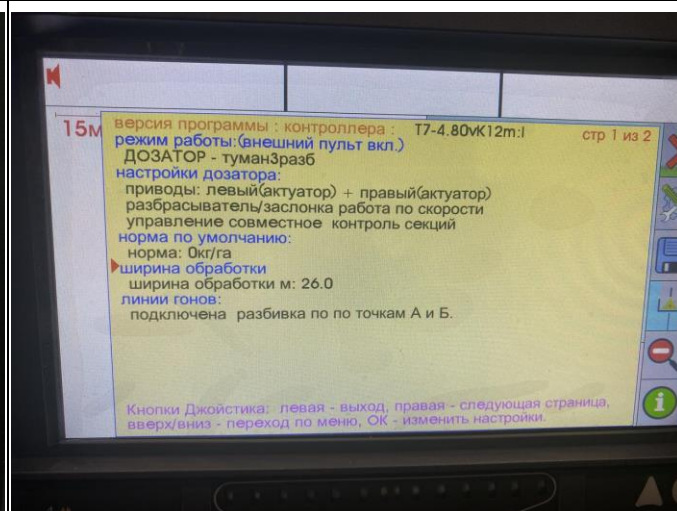 15м
версия программы : контроллера : T7-4.80vK12m:l стр 1 из 2
режим работы:(внешний пульт вкл.)
ДОЗАТОР - туман3разб
настройки дозатора:
приводы: левый(актуатор) + правый(актуатор)
разбрасыватель/заслонка работа по скорости
управление совместное контроль секций
норма по умолчанию:
норма: 0кг/га
ширина обработки
ширина обработки м: 26.0
линии гонов:
подключена разбивка по по точкам А и Б.
Кнопки Джойстика: левая - выход, правая - следующая страница,
вверх/вниз - переход по меню, ОК - изменить настройки.